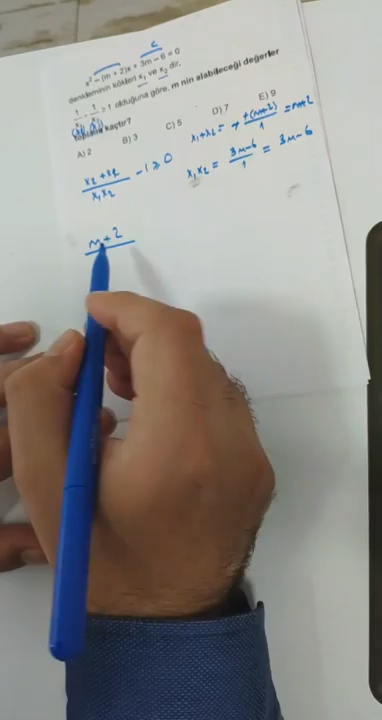 c
x² − (m + 2)x + 3m − 6 = 0
denkleminin kökleri x₁ ve x₂ dir.
1/x₁ + 1/x₂ ≥ 1 olduğuna göre, m nin alabileceği değerler
(x₂) (x₁)
toplamı kaçtır?
A) 2 B) 3 C) 5 D) 7 E) 9
x₁+x₂ = + +(m+2)/1 = m+2
x₂+x₁/x₁x₂ − 1 ≥ 0
x₁x₂ = 3m−6/1 = 3m−6
m+2